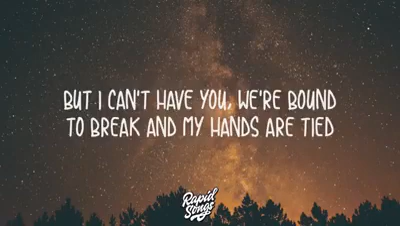 BUT I CAN'T HAVE YOU, WE'RE BOUND
TO BREAK AND MY HANDS ARE TIED
Rapid
Songs